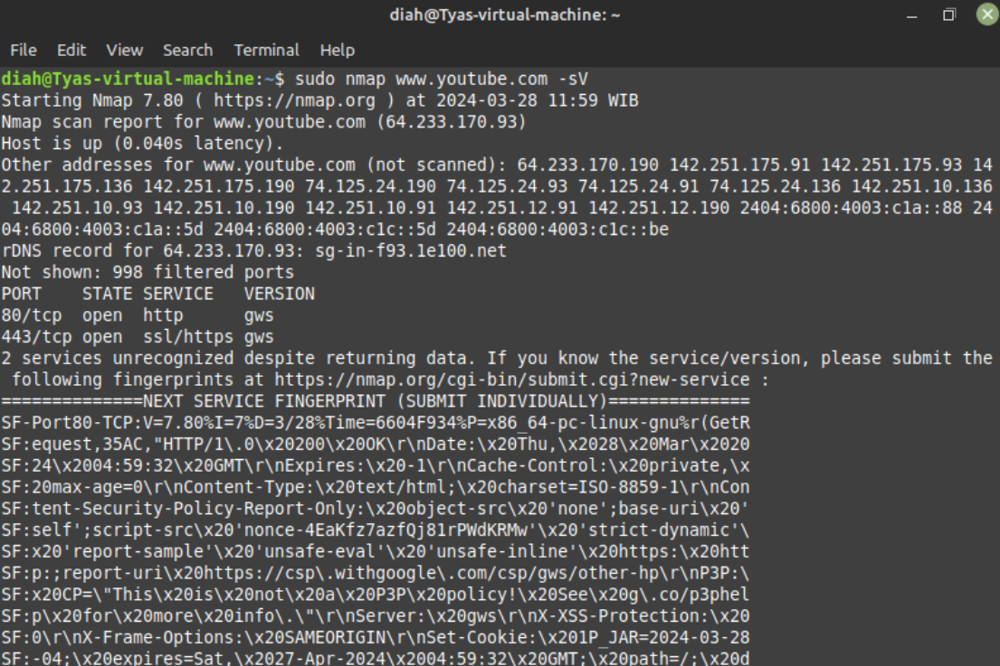 diah@Tyas-virtual-machine: ~
File Edit View Search Terminal Help
diah@Tyas-virtual-machine:~$ sudo nmap www.youtube.com -sV
Starting Nmap 7.80 ( https://nmap.org ) at 2024-03-28 11:59 WIB
Nmap scan report for www.youtube.com (64.233.170.93)
Host is up (0.040s latency).
Other addresses for www.youtube.com (not scanned): 64.233.170.190 142.251.175.91 142.251.175.93 14
2.251.175.136 142.251.175.190 74.125.24.190 74.125.24.93 74.125.24.91 74.125.24.136 142.251.10.136
 142.251.10.93 142.251.10.190 142.251.10.91 142.251.12.91 142.251.12.190 2404:6800:4003:c1a::88 24
04:6800:4003:c1a::5d 2404:6800:4003:c1c::5d 2404:6800:4003:c1c::be
rDNS record for 64.233.170.93: sg-in-f93.1e100.net
Not shown: 998 filtered ports
PORT    STATE SERVICE   VERSION
80/tcp  open  http      gws
443/tcp open  ssl/https gws
2 services unrecognized despite returning data. If you know the service/version, please submit the
 following fingerprints at https://nmap.org/cgi-bin/submit.cgi?new-service :
==============NEXT SERVICE FINGERPRINT (SUBMIT INDIVIDUALLY)==============
SF-Port80-TCP:V=7.80%I=7%D=3/28%Time=6604F934%P=x86_64-pc-linux-gnu%r(GetR
SF:equest,35AC,"HTTP/1\.0\x20200\x20OK\r\nDate:\x20Thu,\x2028\x20Mar\x2020
SF:24\x2004:59:32\x20GMT\r\nExpires:\x20-1\r\nCache-Control:\x20private,\x
SF:20max-age=0\r\nContent-Type:\x20text/html;\x20charset=ISO-8859-1\r\nCon
SF:tent-Security-Policy-Report-Only:\x20object-src\x20'none';base-uri\x20'
SF:self';script-src\x20'nonce-4EaKfz7azfQj81rPWdKRMw'\x20'strict-dynamic'\
SF:x20'report-sample'\x20'unsafe-eval'\x20'unsafe-inline'\x20https:\x20htt
SF:p:;report-uri\x20https://csp\.withgoogle\.com/csp/gws/other-hp\r\nP3P:\
SF:x20CP=\"This\x20is\x20not\x20a\x20P3P\x20policy!\x20See\x20g\.co/p3phel
SF:p\x20for\x20more\x20info\.\"\r\nServer:\x20gws\r\nX-XSS-Protection:\x20
SF:0\r\nX-Frame-Options:\x20SAMEORIGIN\r\nSet-Cookie:\x201P_JAR=2024-03-28
SF:-04;\x20expires=Sat,\x2027-Apr-2024\x2004:59:32\x20GMT;\x20path=/;\x20d